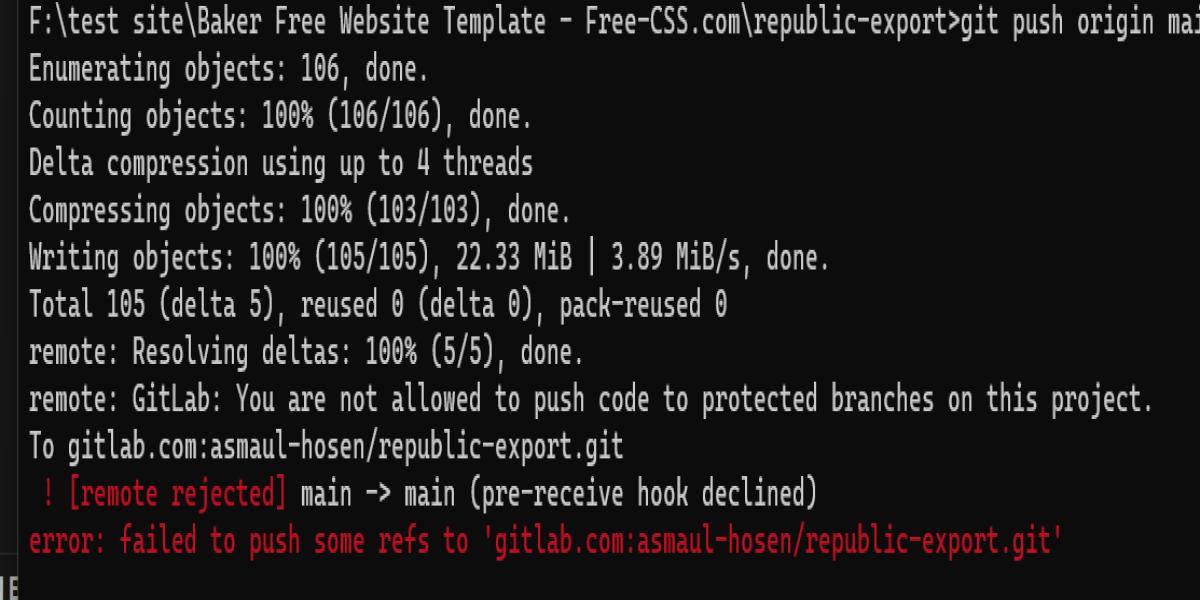 F:\test site\Baker Free Website Template - Free-CSS.com\republic-export>git push origin
Enumerating objects: 106, done.
Counting objects: 100% (106/106), done.
Delta compression using up to 4 threads
Compressing objects: 100% (103/103), done.
Writing objects: 100% (105/105), 22.33 MiB | 3.89 MiB/s, done.
Total 105 (delta 5), reused 0 (delta 0), pack-reused 0
remote: Resolving deltas: 100% (5/5), done.
remote: GitLab: You are not allowed to push code to protected branches on this project.
To gitlab.com:asmaul-hosen/republic-export.git
! [remote rejected] main -> main (pre-receive hook declined)
error: failed to push some refs to 'gitlab.com:asmaul-hosen/republic-export.git'